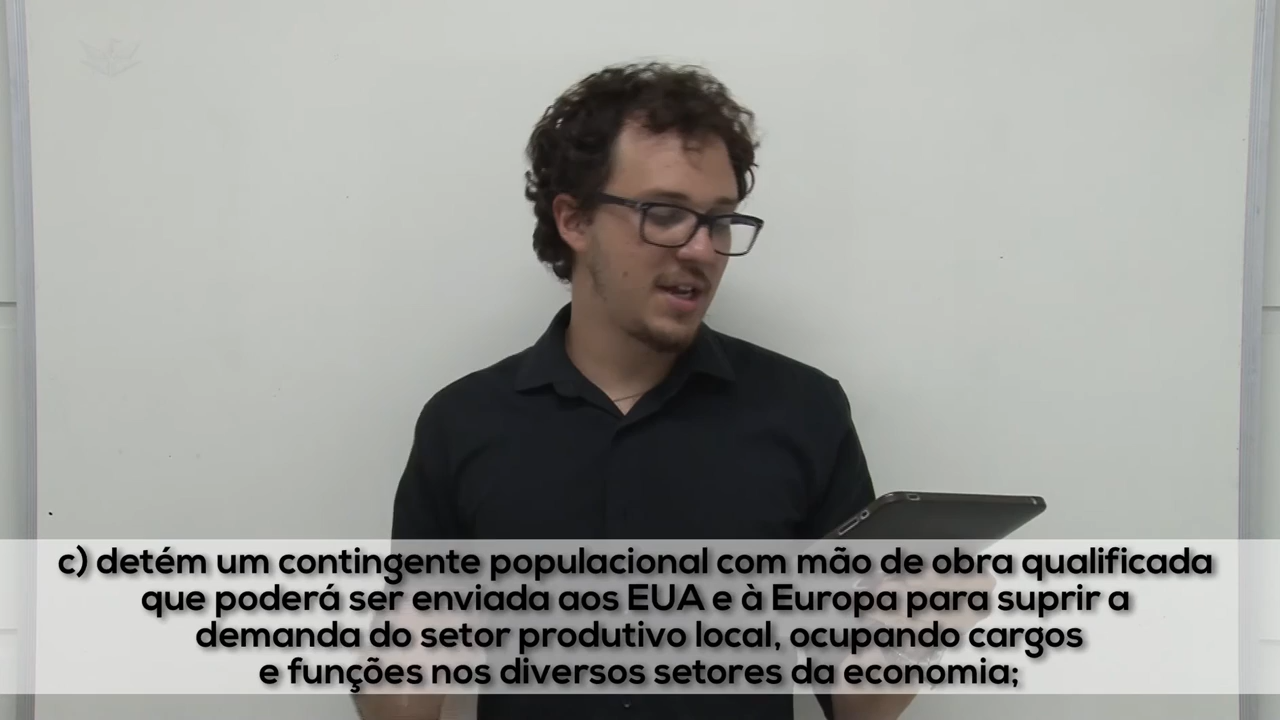 c) detém um contingente populacional com mão de obra qualificada
que poderá ser enviada aos EUA e à Europa para suprir a
demanda do setor produtivo local, ocupando cargos
e funções nos diversos setores da economia;